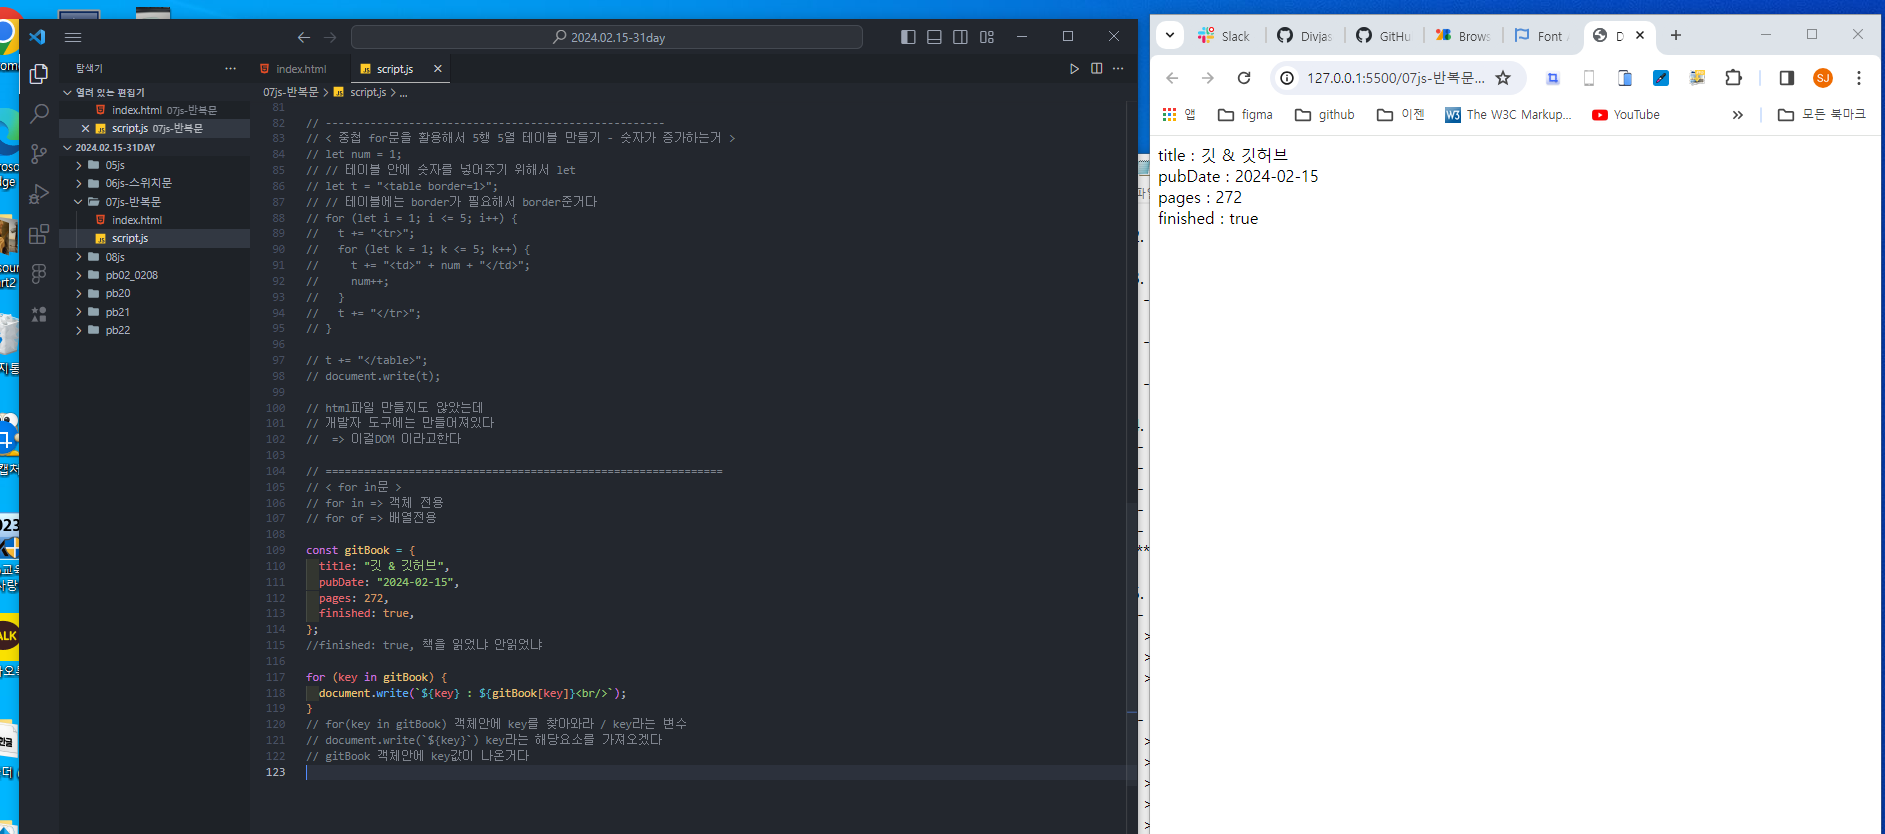 2024.02.15-31day
탐색기
열려 있는 편집기
index.html 07js-반복문
script.js 07js-반복문
2024.02.15-31DAY
05js
06js-스위치문
07js-반복문
index.html
script.js
08js
pb02_0208
pb20
pb21
pb22
index.html
script.js
07js-반복문 > script.js > ...
81
82 // -----------------------------------------------------
83 // < 중첩 for문을 활용해서 5행 5열 테이블 만들기 - 숫자가 증가하는거 >
84 // let num = 1;
85 // // 테이블 안에 숫자를 넣어주기 위해서 let
86 // let t = "<table border=1>";
87 // // 테이블에는 border가 필요해서 border준거다
88 // for (let i = 1; i <= 5; i++) {
89 //   t += "<tr>";
90 //   for (let k = 1; k <= 5; k++) {
91 //     t += "<td>" + num + "</td>";
92 //     num++;
93 //   }
94 //   t += "</tr>";
95 // }
96
97 // t += "</table>";
98 // document.write(t);
99
100 // html파일 만들지도 않았는데
101 // 개발자 도구에는 만들어져있다
102 //  => 이걸DOM 이라고한다
103
104 // ==============================================================
105 // < for in문 >
106 // for in => 객체 전용
107 // for of => 배열전용
108
109 const gitBook = {
110   title: "깃 & 깃허브",
111   pubDate: "2024-02-15",
112   pages: 272,
113   finished: true,
114 };
115 //finished: true, 책을 읽었냐 안읽었냐
116
117 for (key in gitBook) {
118   document.write(`${key} : ${gitBook[key]}<br/>`);
119 }
120 // for(key in gitBook) 객체안에 key를 찾아와라 / key라는 변수
121 // document.write(`${key}`) key라는 해당요소를 가져오겠다
122 // gitBook 객체안에 key값이 나온거다
123
Slack
Divjas
GitHu
Brows
Font
D
127.0.0.1:5500/07js-반복문...
SJ
앱
figma
github
이젠
W3 The W3C Markup...
YouTube
모든 북마크
title : 깃 & 깃허브
pubDate : 2024-02-15
pages : 272
finished : true